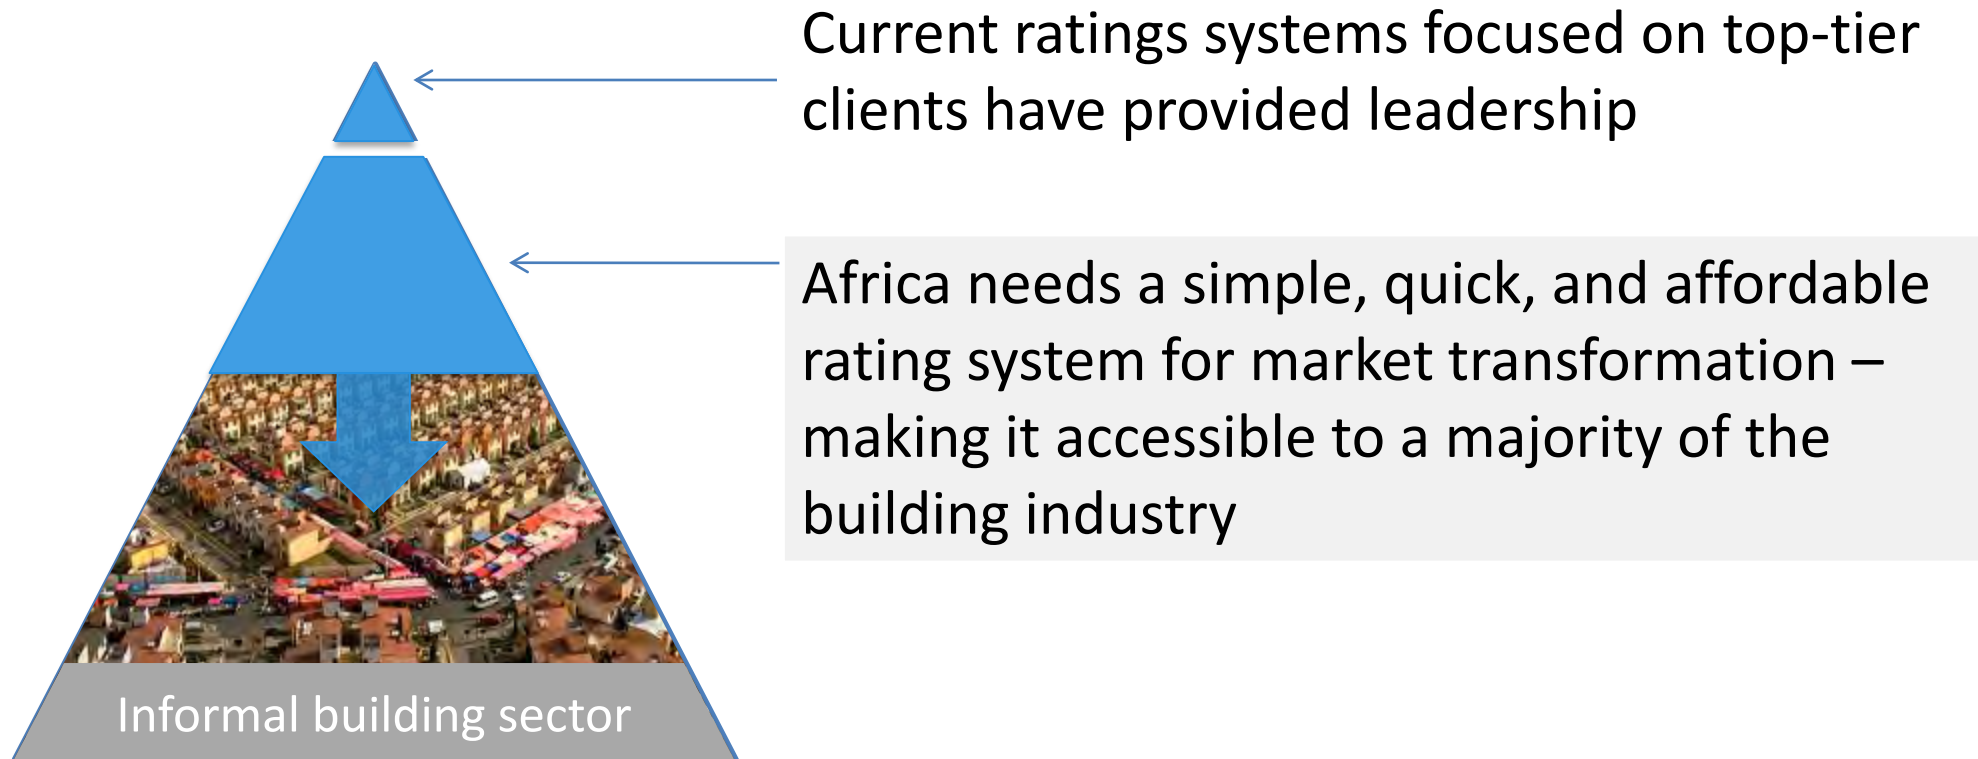 Current ratings systems focused on top-tier
clients have provided leadership
Africa needs a simple, quick, and affordable
rating system for market transformation –
making it accessible to a majority of the
building industry
Informal building sector